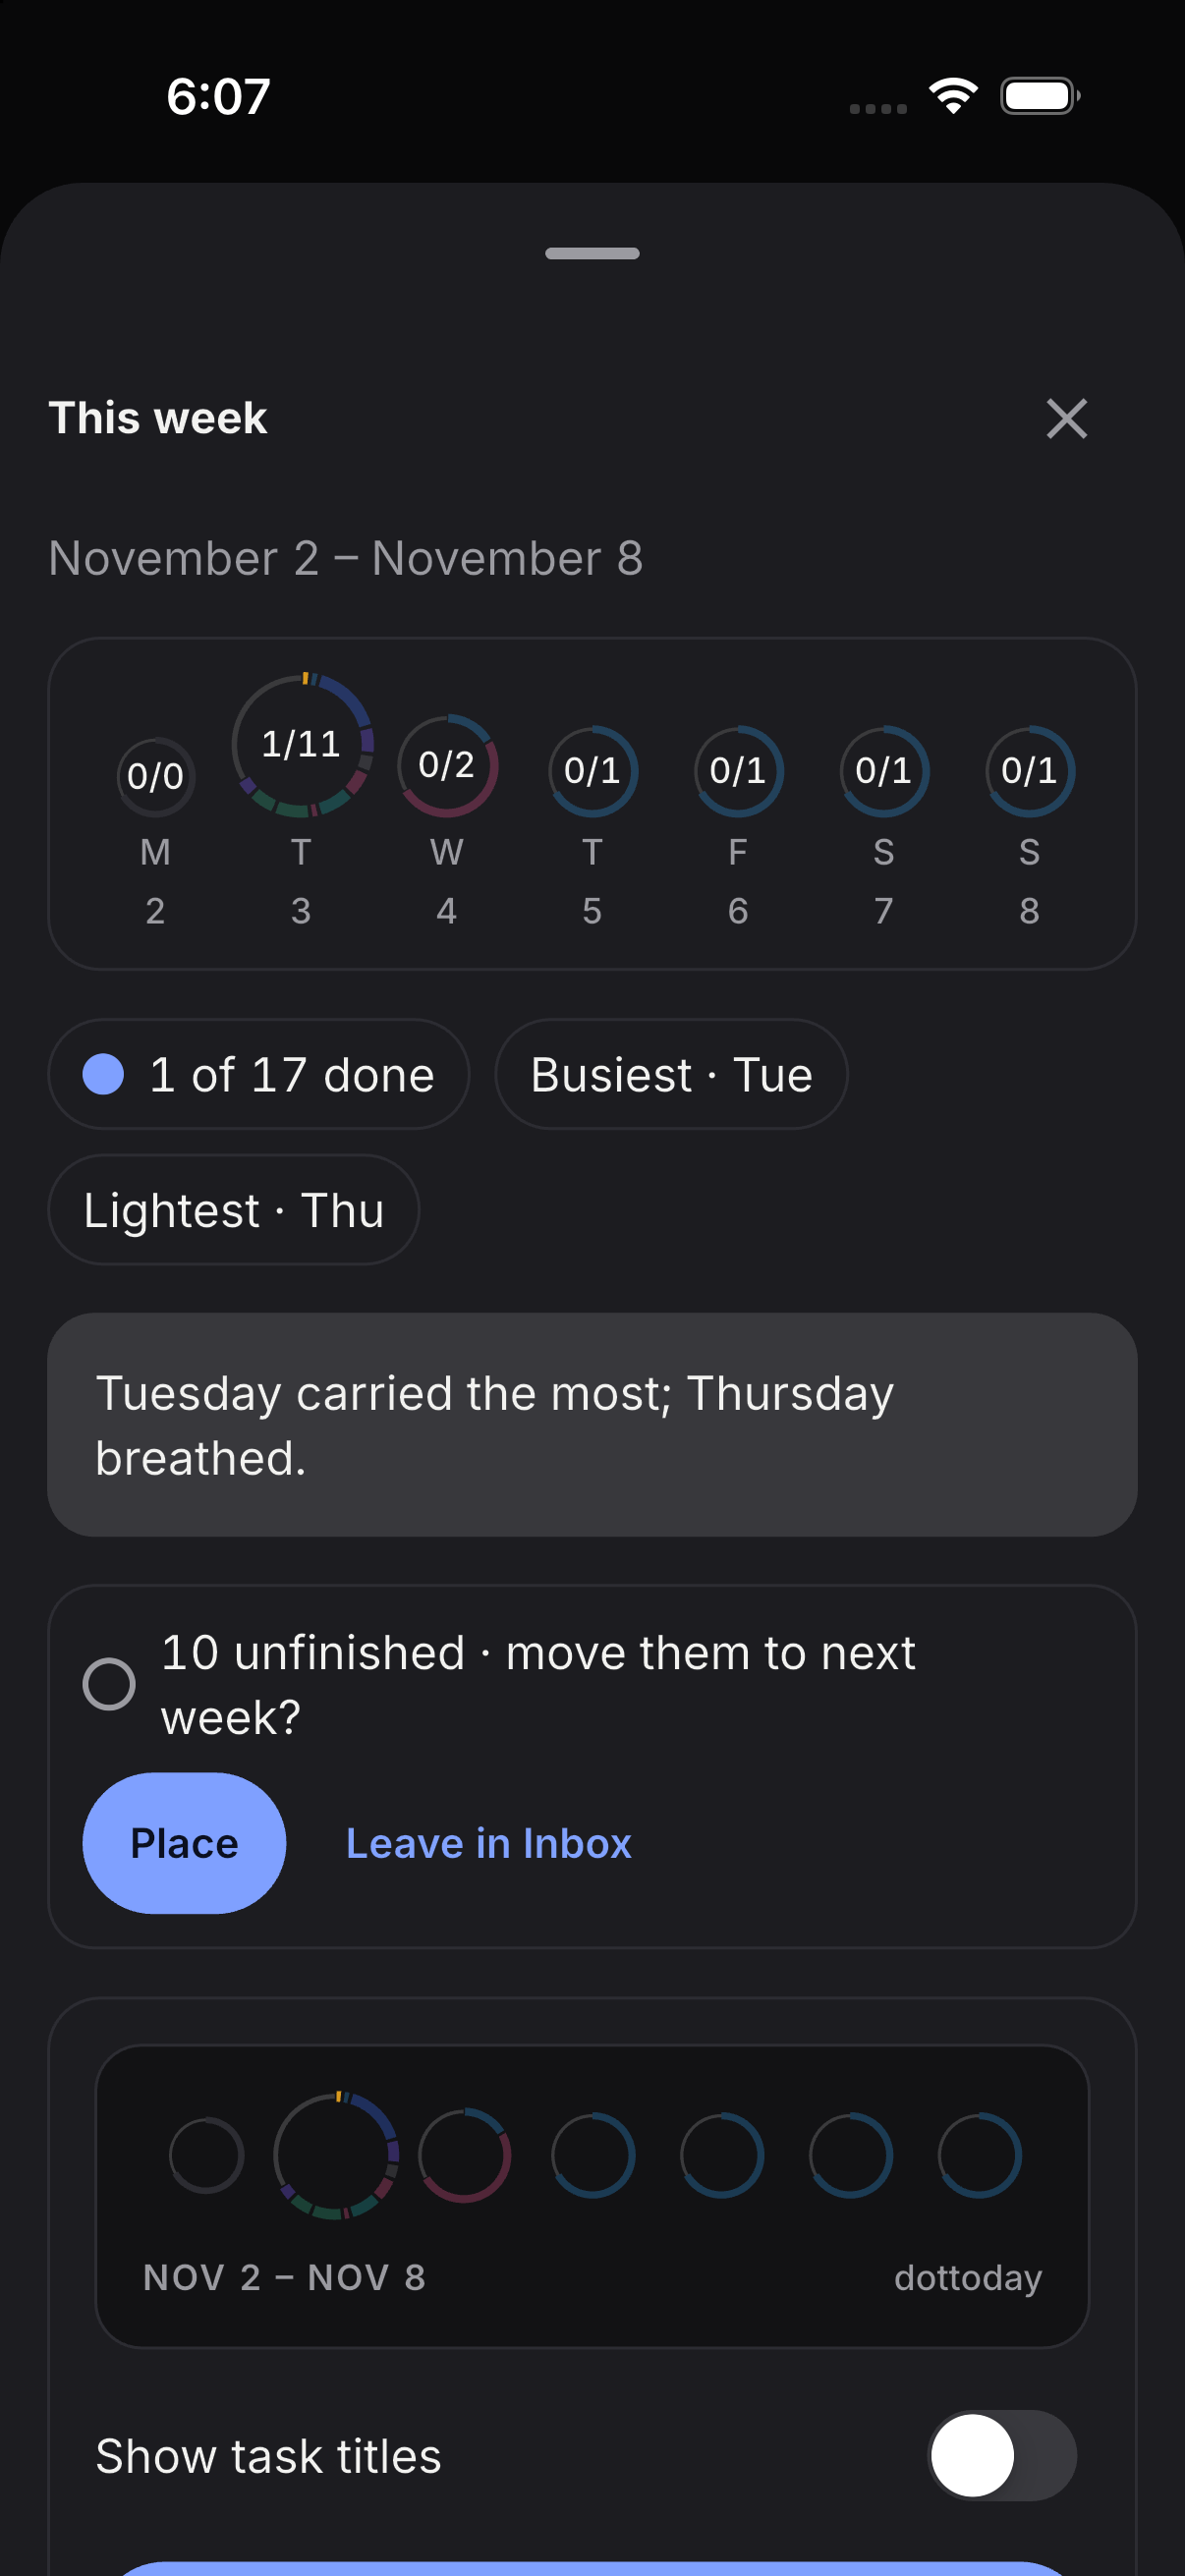 6:07
This week
November 2 – November 8
0/0 1/11 0/2 0/1 0/1 0/1 0/1
M T W T F S S
2 3 4 5 6 7 8
1 of 17 done
Busiest · Tue
Lightest · Thu
Tuesday carried the most; Thursday
breathed.
10 unfinished · move them to next
week?
Place
Leave in Inbox
NOV 2 – NOV 8
dottoday
Show task titles